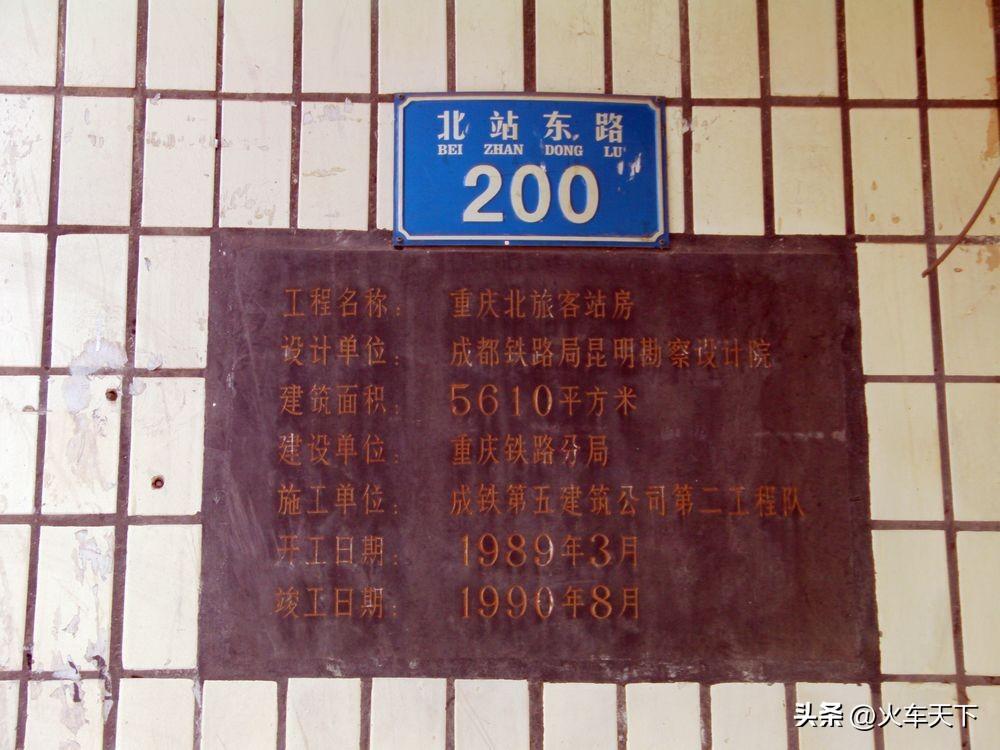 北站东路
BEI ZHAN DONG LU
200
工程名称： 重庆北旅客站房
设计单位： 成都铁路局昆明勘察设计院
建筑面积： 5610平方米
建设单位： 重庆铁路分局
施工单位： 成铁第五建筑公司第二工程队
开工日期： 1989年3月
竣工日期： 1990年8月
头条 @火车天下